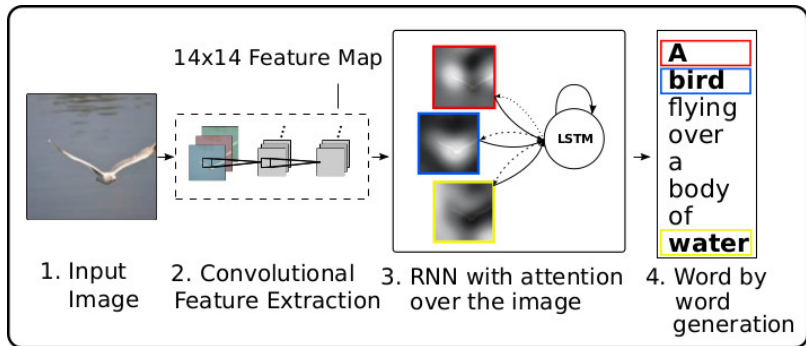 14x14 Feature Map
LSTM
A
bird
flying
over
a
body
of
water
1. Input
Image
2. Convolutional
Feature Extraction
3. RNN with attention
over the image
4. Word by
word
generation